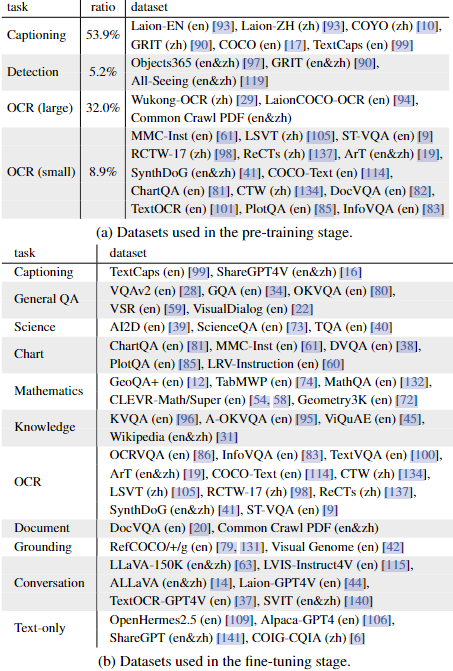 task ratio dataset
Captioning 53.9% Laion-EN (en) [93], Laion-ZH (zh) [93], COYO (zh) [10],
GRIT (zh) [90], COCO (en) [17], TextCaps (en) [99]
Detection 5.2% Objects365 (en&zh) [97], GRIT (en&zh) [90],
All-Seeing (en&zh) [119]
OCR (large) 32.0% Wukong-OCR (zh) [29], LaionCOCO-OCR (en) [94],
Common Crawl PDF (en&zh)
OCR (small) 8.9% MMC-Inst (en) [61], LSVT (zh) [105], ST-VQA (en) [9]
RCTW-17 (zh) [98], ReCTs (zh) [137], ArT (en&zh) [19],
SynthDoG (en&zh) [41], COCO-Text (en) [114],
ChartQA (en) [81], CTW (zh) [134], DocVQA (en) [82],
TextOCR (en) [101], PlotQA (en) [85], InfoVQA (en) [83]
(a) Datasets used in the pre-training stage.
task dataset
Captioning TextCaps (en) [99], ShareGPT4V (en&zh) [16]
General QA VQAv2 (en) [28], GQA (en) [34], OKVQA (en) [80],
VSR (en) [59], VisualDialog (en) [22]
Science AI2D (en) [39], ScienceQA (en) [73], TQA (en) [40]
Chart ChartQA (en) [81], MMC-Inst (en) [61], DVQA (en) [38],
PlotQA (en) [85], LRV-Instruction (en) [60]
Mathematics GeoQA+ (en) [12], TabMWP (en) [74], MathQA (en) [132],
CLEVR-Math/Super (en) [54, 58], Geometry3K (en) [72]
Knowledge KVQA (en) [96], A-OKVQA (en) [95], ViQuAE (en) [45],
Wikipedia (en&zh) [31]
OCR OCRVQA (en) [86], InfoVQA (en) [83], TextVQA (en) [100],
ArT (en&zh) [19], COCO-Text (en) [114], CTW (zh) [134],
LSVT (zh) [105], RCTW-17 (zh) [98], ReCTs (zh) [137],
SynthDoG (en&zh) [41], ST-VQA (en) [9]
Document DocVQA (en) [20], Common Crawl PDF (en&zh)
Grounding RefCOCO/+/g (en) [79, 131], Visual Genome (en) [42]
Conversation LLaVA-150K (en&zh) [63], LVIS-Instruct4V (en) [115],
ALLaVA (en&zh) [14], Laion-GPT4V (en) [44],
TextOCR-GPT4V (en) [37], SVIT (en&zh) [140]
Text-only OpenHermes2.5 (en) [109], Alpaca-GPT4 (en) [106],
ShareGPT (en&zh) [141], COIG-CQIA (zh) [6]
(b) Datasets used in the fine-tuning stage.